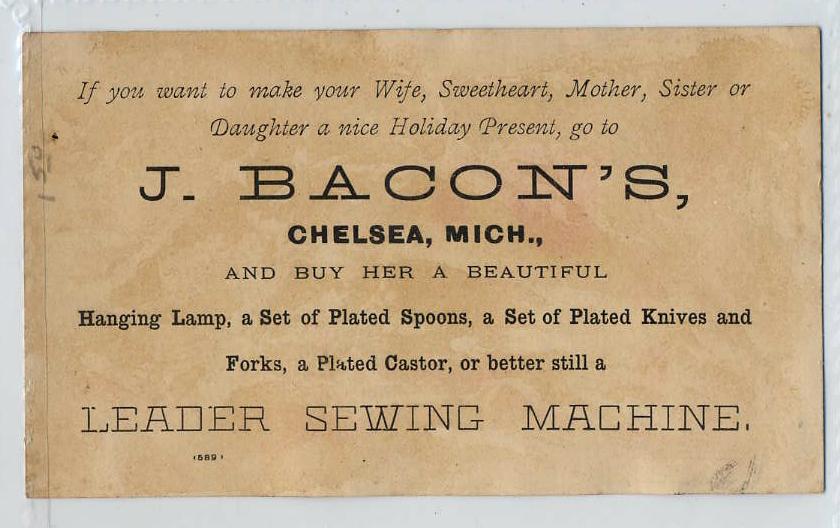 If you want to make your Wife, Sweetheart, Mother, Sister or
Daughter a nice Holiday Present, go to
J. BACON'S,
CHELSEA, MICH.,
AND BUY HER A BEAUTIFUL
Hanging Lamp, a Set of Plated Spoons, a Set of Plated Knives and
Forks, a Plated Castor, or better still a
LEADER SEWING MACHINE.
(589)